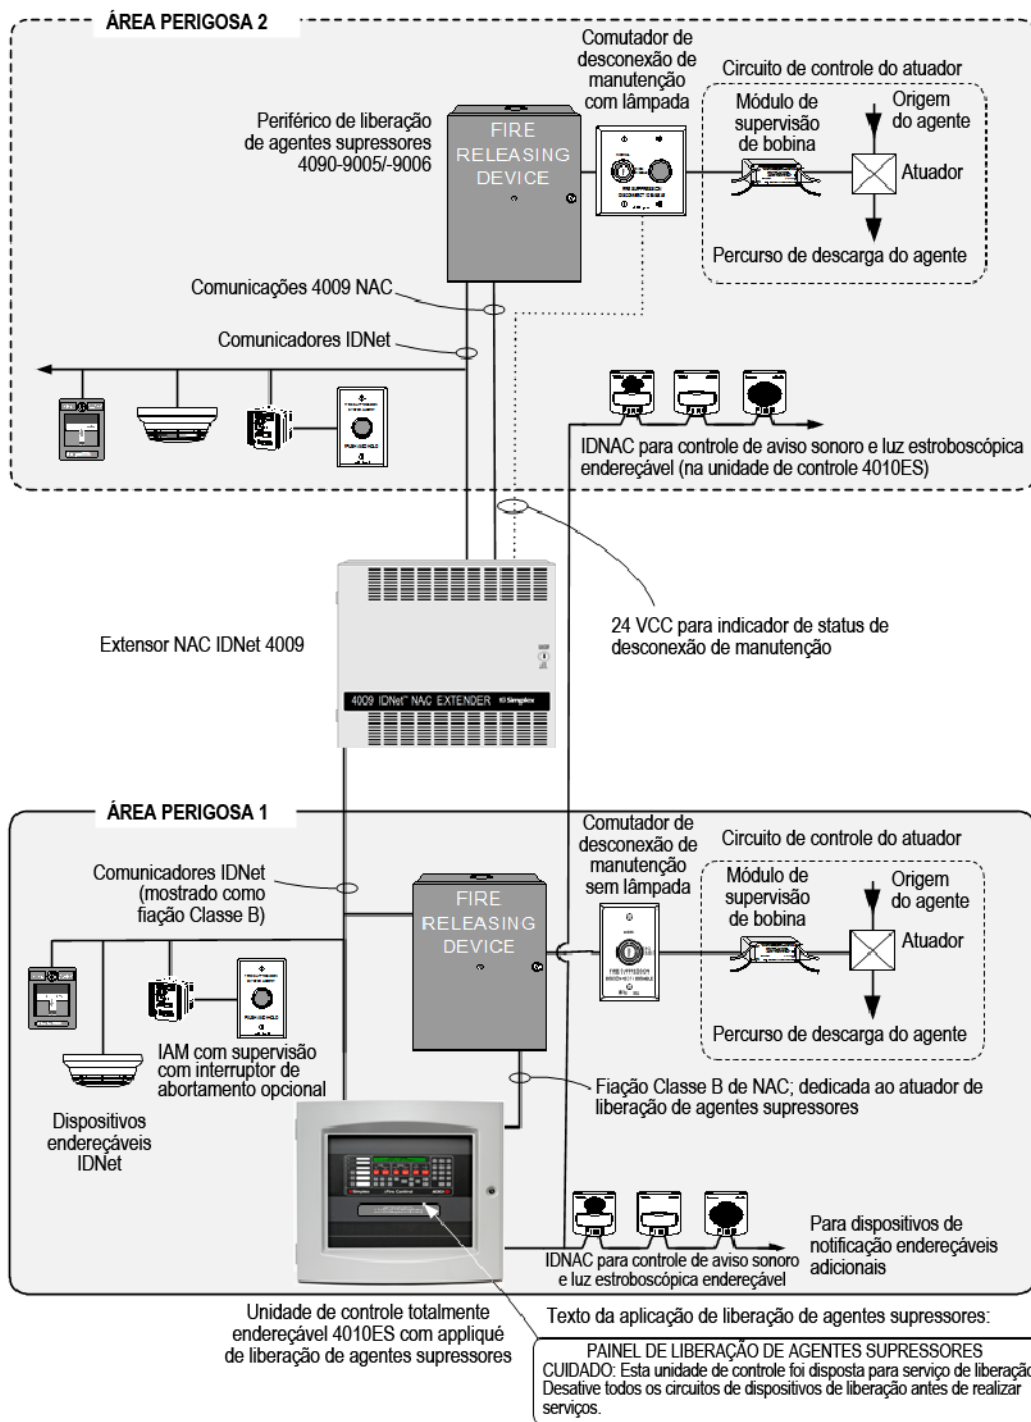 ÁREA PERIGOSA 2
Comutador de
desconexão de
manutenção
com lâmpada
Circuito de controle do atuador
Módulo de
supervisão
de bobina
Origem
do agente
Periférico de liberação
de agentes supressores
4090-9005/-9006
FIRE
RELEASING
DEVICE
Atuador
Percurso de descarga do agente
Comunicações 4009 NAC
Comunicadores IDNet
IDNAC para controle de aviso sonoro e luz estroboscópica
endereçável (na unidade de controle 4010ES)
Extensor NAC IDNet 4009
24 VCC para indicador de status de
desconexão de manutenção
4009 IDNet™ NAC EXTENDER Simplex
ÁREA PERIGOSA 1
Comutador de
desconexão de
manutenção
sem lâmpada
Circuito de controle do atuador
Módulo de
supervisão
de bobina
Origem
do agente
Comunicadores IDNet
(mostrado como
fiação Classe B)
FIRE
RELEASING
DEVICE
Atuador
Percurso de descarga do agente
IAM com supervisão
com interruptor de
abortamento opcional
Fiação Classe B de NAC; dedicada ao atuador de
liberação de agentes supressores
Dispositivos
endereçáveis
IDNet
Para dispositivos de
notificação endereçáveis
adicionais
IDNAC para controle de aviso sonoro
e luz estroboscópica endereçável
Unidade de controle totalmente
endereçável 4010ES com appliqué
de liberação de agentes supressores
Texto da aplicação de liberação de agentes supressores:
PAINEL DE LIBERAÇÃO DE AGENTES SUPRESSORES
CUIDADO: Esta unidade de controle foi disposta para serviço de liberação
Desative todos os circuitos de dispositivos de liberação antes de realizar
serviços.